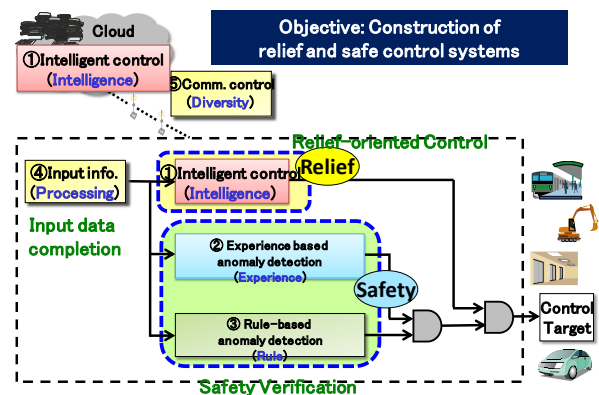 Objective: Construction of
relief and safe control systems
Cloud
①Intelligent control
(Intelligence)
⑤Comm. control
(Diversity)
Relief-oriented Control
④Input info.
(Processing)
①Intelligent control
(Intelligence)
Relief
Input data
completion
② Experience based
anomaly detection
(Experience)
Safety
③ Rule-based
anomaly detection
(Rule)
Control
Target
Safety Verification